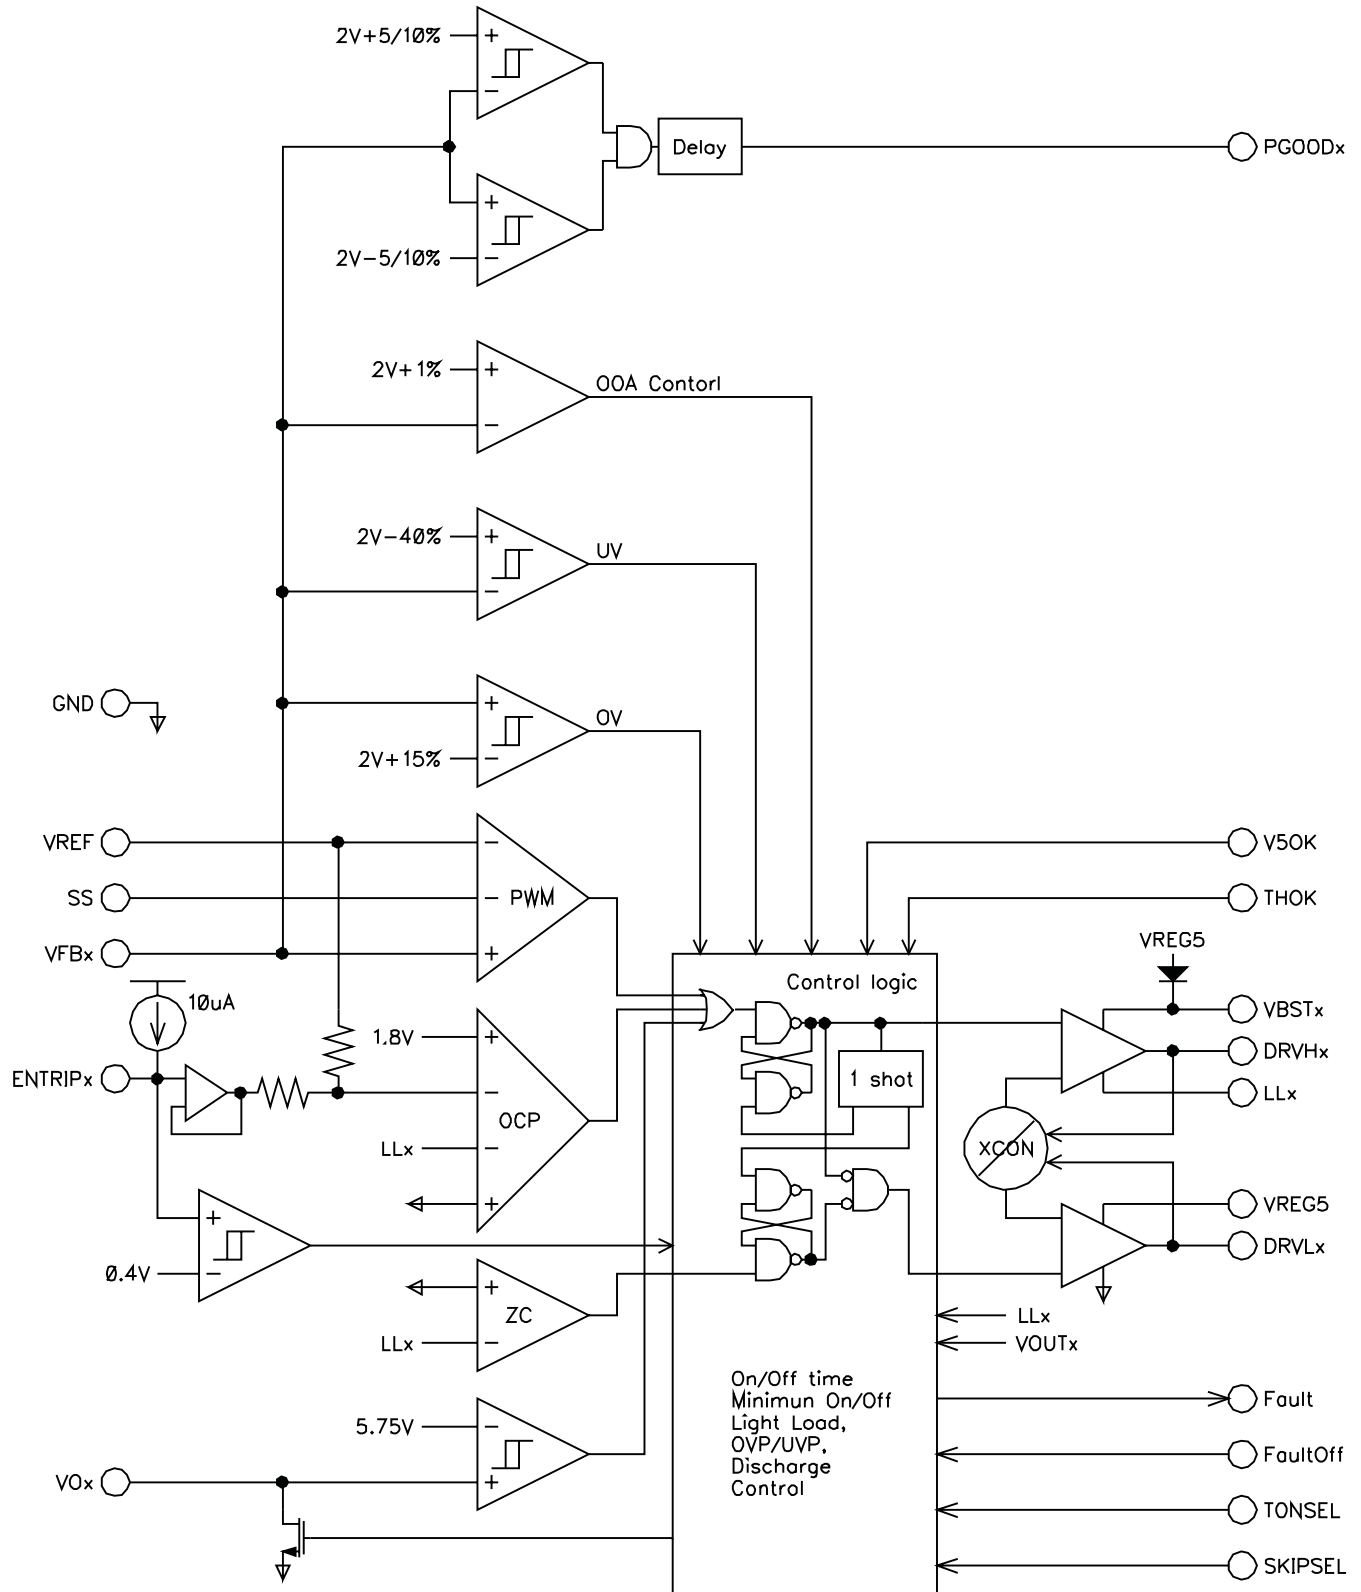 2V+5/10%
+
−
Delay
PGOODx
+
2V−5/10%
−
2V+1%
+
OOA Contorl
−
2V−40%
+
UV
−
GND
+
OV
2V+15%
−
VREF
−
V5OK
SS
−
PWM
THOK
VFBx
+
VREG5
Control logic
10uA
VBSTx
1.8V
+
DRVHx
ENTRIPx
1 shot
−
LLx
OCP
LLx
−
XCON
+
VREG5
+
DRVLx
0.4V
−
+
ZC
LLx
LLx
−
VOUTx
On/Off time
Minimun On/Off
Light Load,
OVP/UVP,
Discharge
Control
Fault
5.75V
−
FaultOff
VOx
+
TONSEL
SKIPSEL